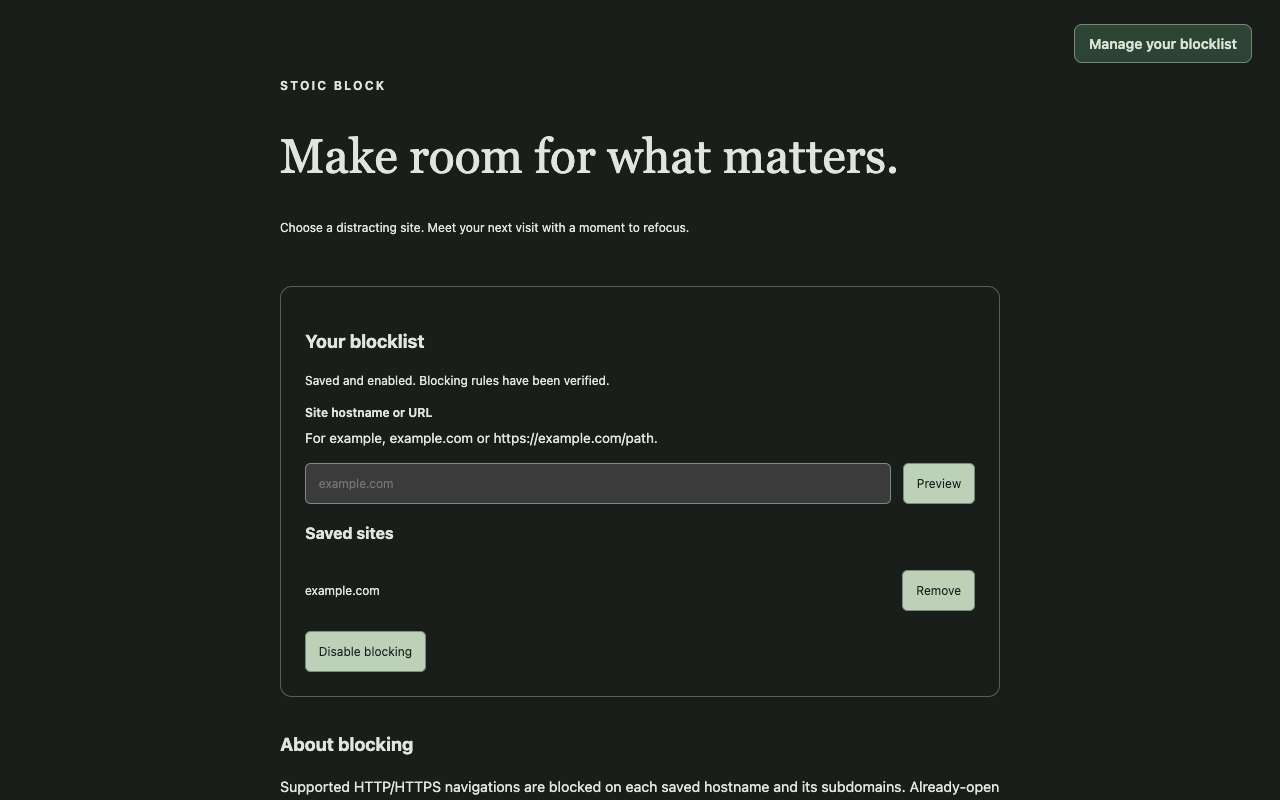 Manage your blocklist
STOIC BLOCK
Make room for what matters.
Choose a distracting site. Meet your next visit with a moment to refocus.
Your blocklist
Saved and enabled. Blocking rules have been verified.
Site hostname or URL
For example, example.com or https://example.com/path.
example.com
Preview
Saved sites
example.com
Remove
Disable blocking
About blocking
Supported HTTP/HTTPS navigations are blocked on each saved hostname and its subdomains. Already-open